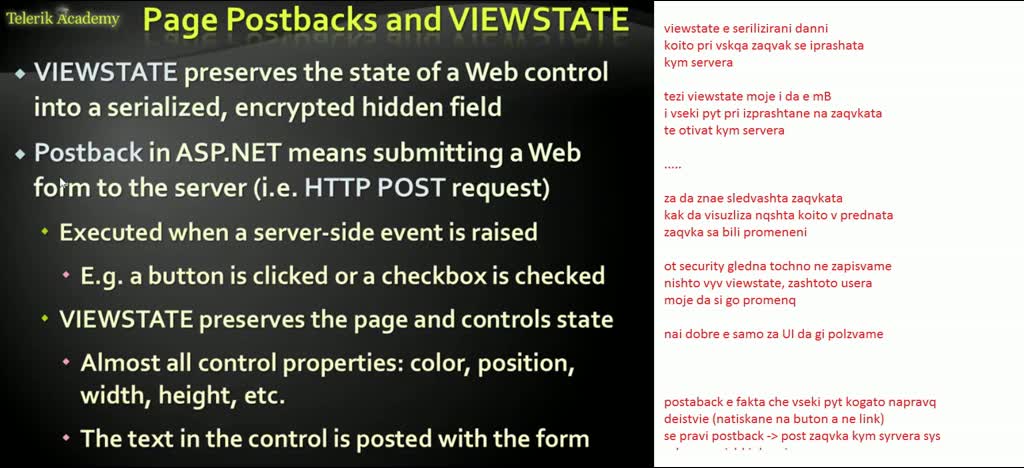 Telerik Academy
Page Postbacks and VIEWSTATE
VIEWSTATE preserves the state of a Web control
into a serialized, encrypted hidden field
Postback in ASP.NET means submitting a Web
form to the server (i.e. HTTP POST request)
Executed when a server-side event is raised
E.g. a button is clicked or a checkbox is checked
VIEWSTATE preserves the page and controls state
Almost all control properties: color, position,
width, height, etc.
The text in the control is posted with the form
viewstate e serilizirani danni
koito pri vskqa zaqvak se iprashata
kym servera
tezi viewstate moje i da e mB
i vseki pyt pri izprashtane na zaqvkata
te otivat kym servera
.....
za da znae sledvashta zaqvkata
kak da visuzliza nqshta koito v prednata
zaqvka sa bili promeneni
ot security gledna tochno ne zapisvame
nishto vyv viewstate, zashtoto usera
moje da si go promenq
nai dobre e samo za UI da gi polzvame
postaback e fakta che vseki pyt kogato napravq
deistvie (natiskane na buton a ne link)
se pravi postback -> post zaqvka kym syrvera sys